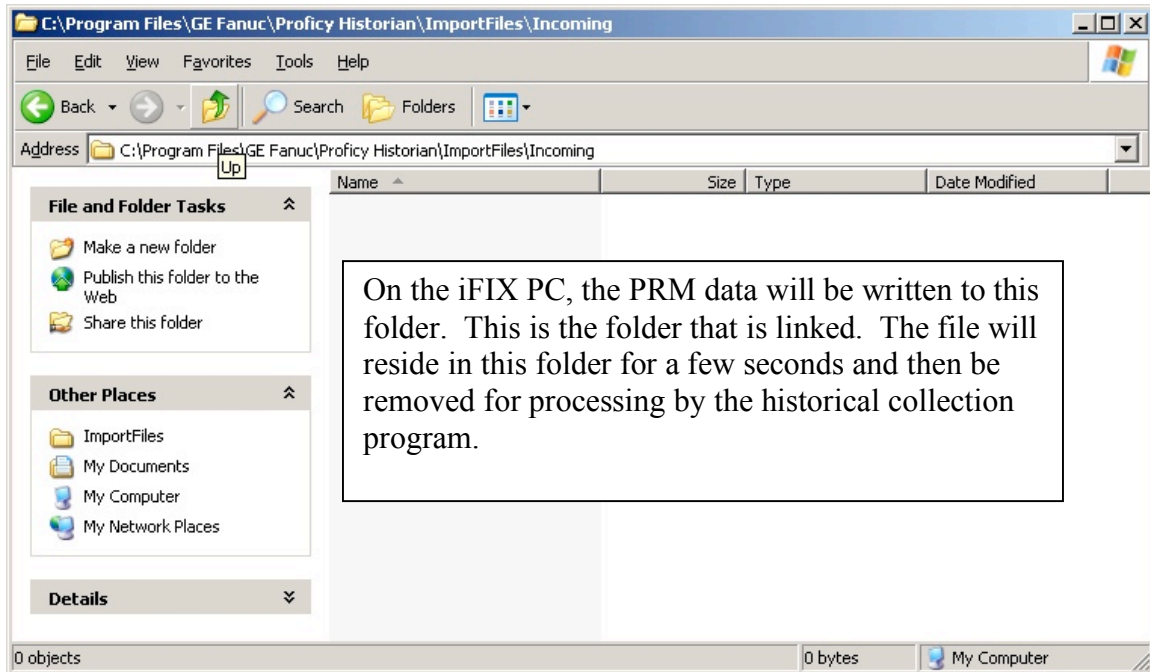 C:\Program Files\GE Fanuc\Proficy Historian\ImportFiles\Incoming
File Edit View Favorites Tools Help
Back Search Folders
Address C:\Program Files\GE Fanuc\Proficy Historian\ImportFiles\Incoming
Up
Name Size Type Date Modified
File and Folder Tasks
Make a new folder
Publish this folder to the
Web
Share this folder
On the iFIX PC, the PRM data will be written to this
folder. This is the folder that is linked. The file will
reside in this folder for a few seconds and then be
removed for processing by the historical collection
program.
Other Places
ImportFiles
My Documents
My Computer
My Network Places
Details
0 objects 0 bytes My Computer